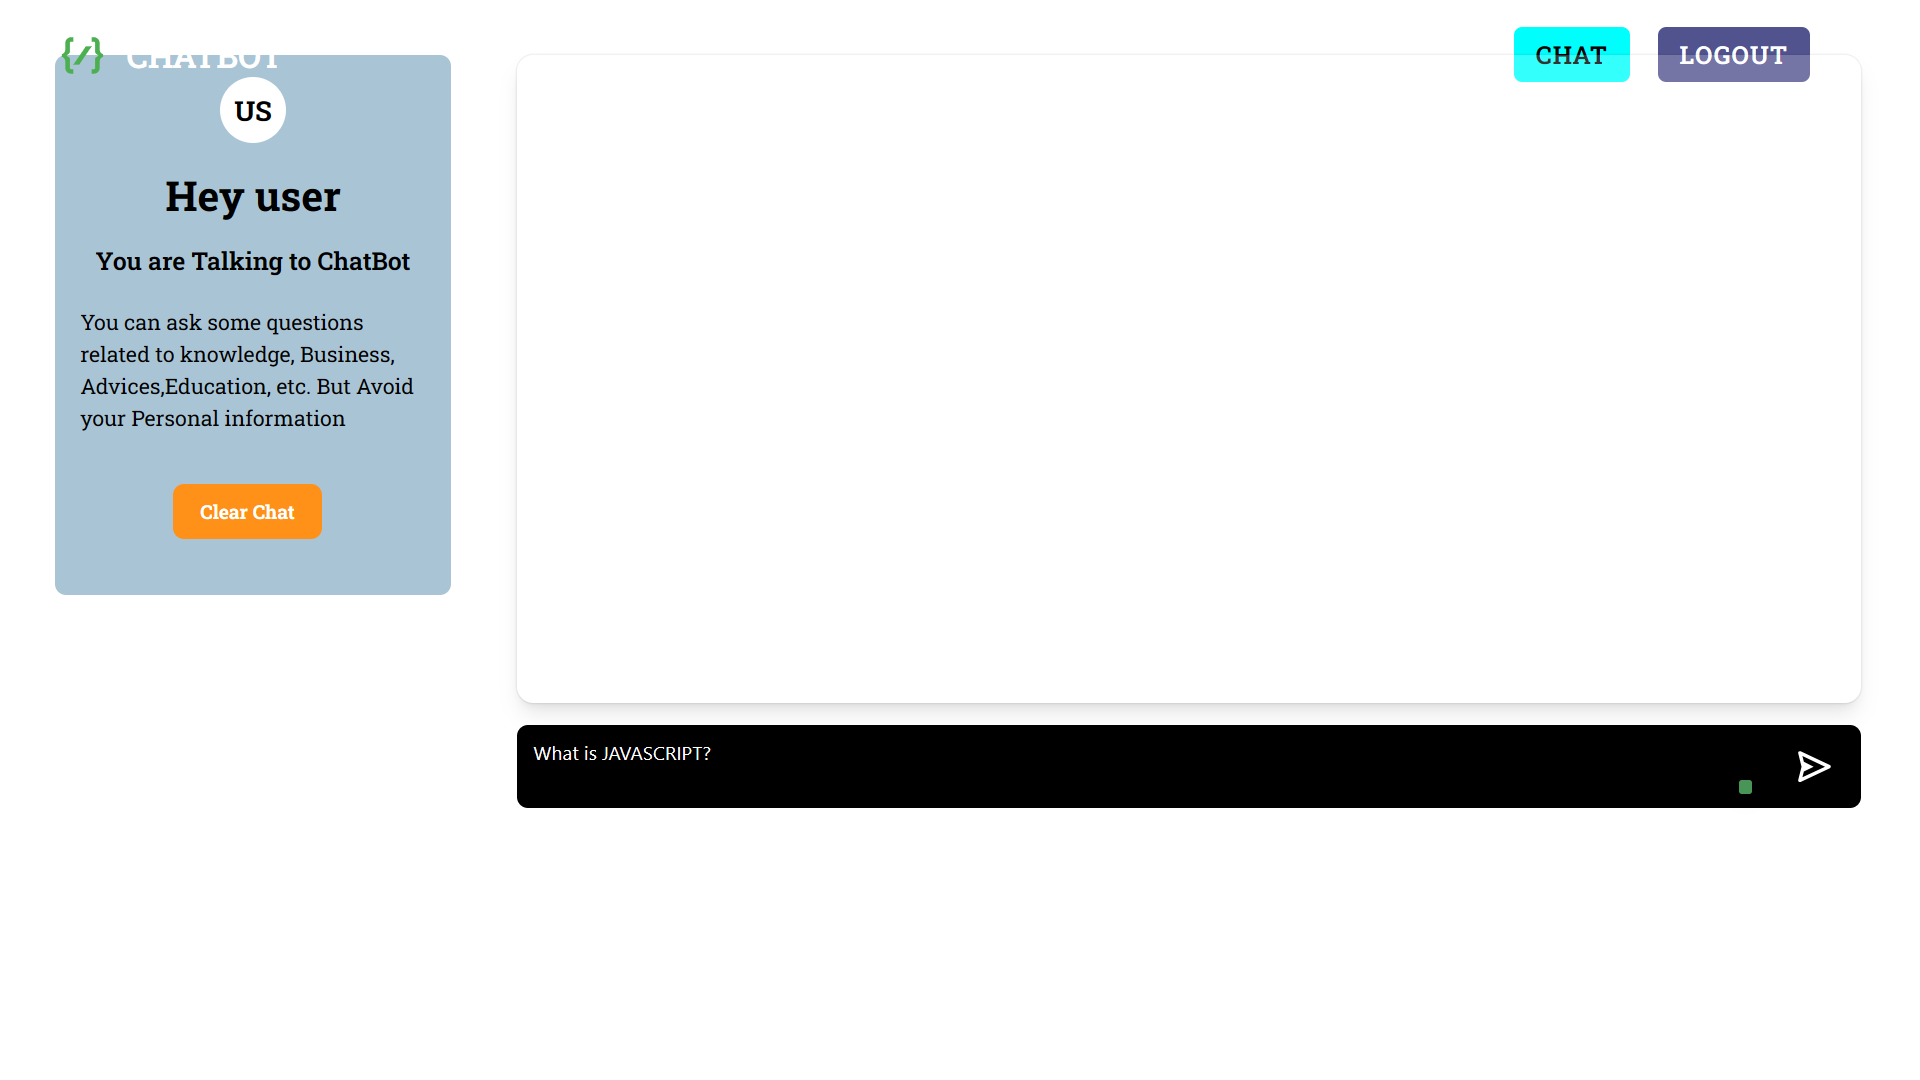 CHATBOT
CHAT
LOGOUT
US
Hey user
You are Talking to ChatBot
You can ask some questions
related to knowledge, Business,
Advices,Education, etc. But Avoid
your Personal information
Clear Chat
What is JAVASCRIPT?